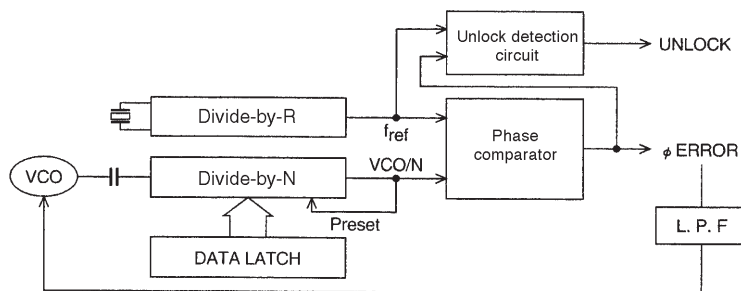 Unlock detection
circuit
UNLOCK
Divide-by-R
fref
Phase
comparator
φ ERROR
VCO
Divide-by-N
VCO/N
Preset
DATA LATCH
L. P. F